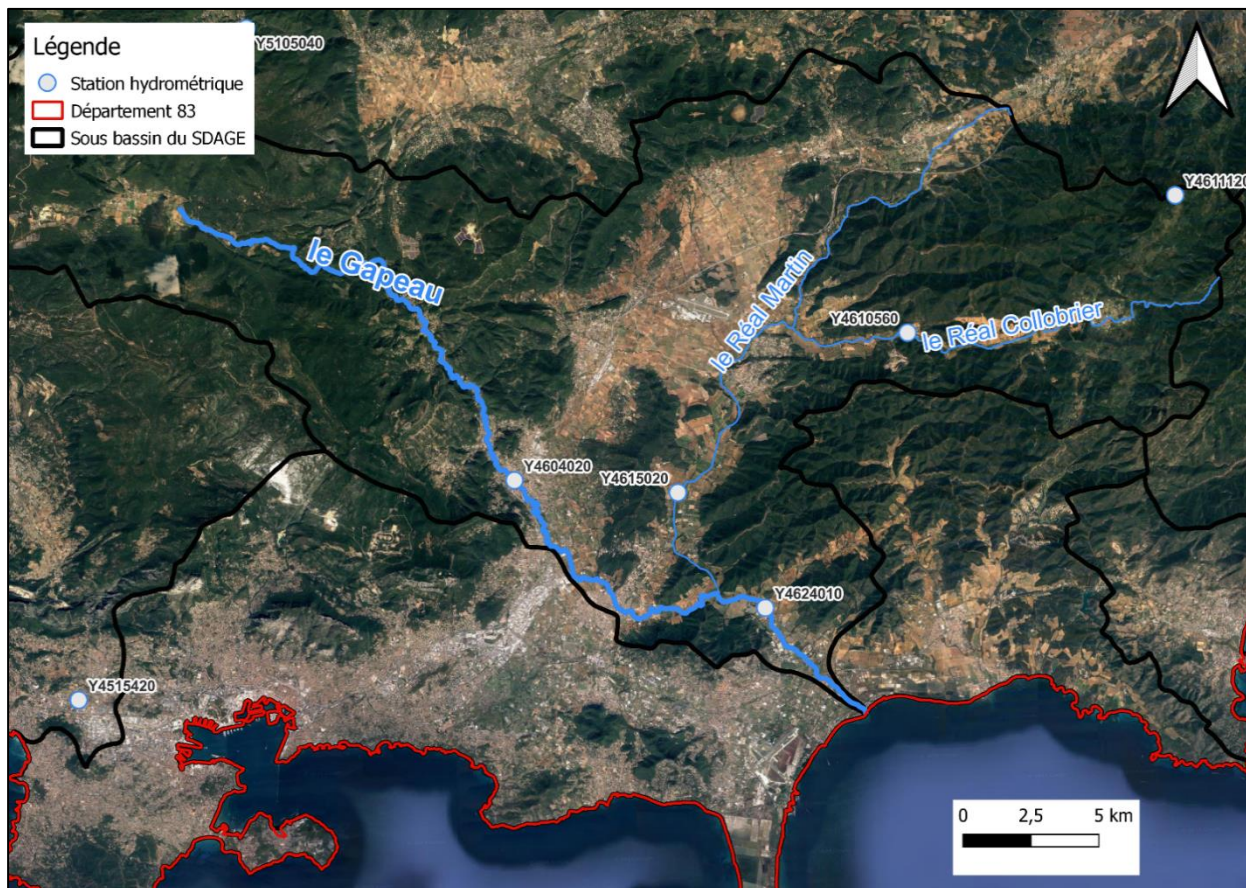 Légende
Station hydrométrique
Département 83
Sous bassin du SDAGE
Y5105040
Y4611120
le Gapeau
le Réal Martin
Y4610560
le Réal Collobrier
Y4604020
Y4615020
Y4624010
Y4515420
0 2,5 5 km